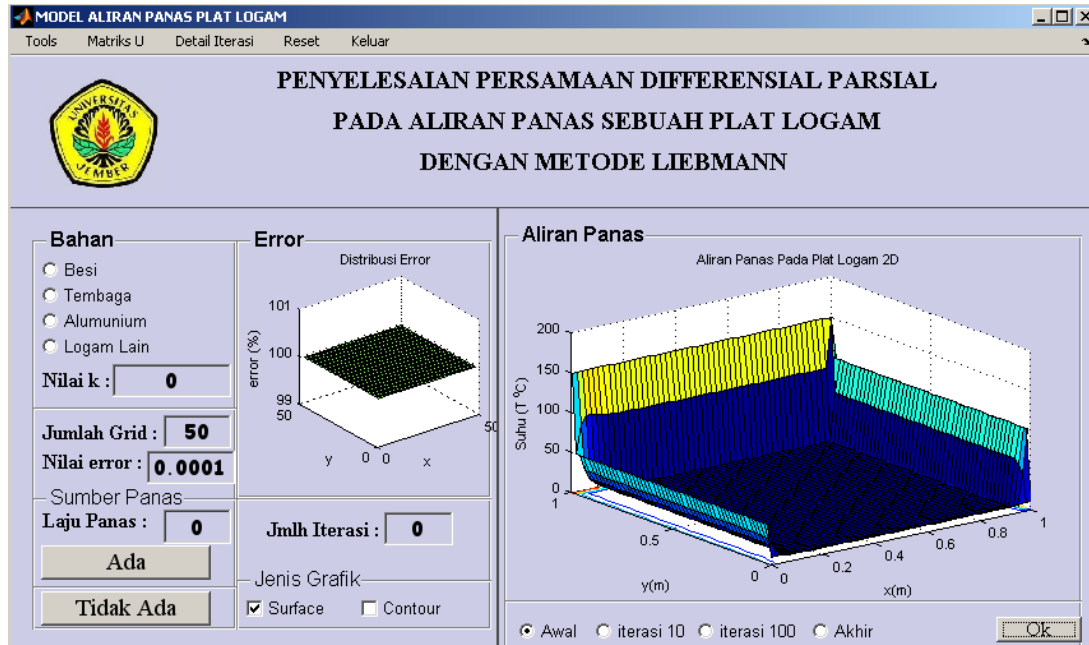 MODEL ALIRAN PANAS PLAT LOGAM
Tools Matriks U Detail Iterasi Reset Keluar
UNIVERSITAS
JEMBER
PENYELESAIAN PERSAMAAN DIFFERENSIAL PARSIAL
PADA ALIRAN PANAS SEBUAH PLAT LOGAM
DENGAN METODE LIEBMANN
Bahan
Besi
Tembaga
Alumunium
Logam Lain
Nilai k : 0
Jumlah Grid : 50
Nilai error : 0.0001
Sumber Panas
Laju Panas : 0
Ada
Tidak Ada
Error
Distribusi Error
101
100
99
error (%)
50
y
0 0
x
50
Jmlh Iterasi : 0
Jenis Grafik
Surface Contour
Aliran Panas
Aliran Panas Pada Plat Logam 2D
200
150
100
50
0
Suhu (T °C)
1
0.5
0
y(m)
0
0.2
0.4
0.6
0.8
1
x(m)
Awal iterasi 10 iterasi 100 Akhir
Ok